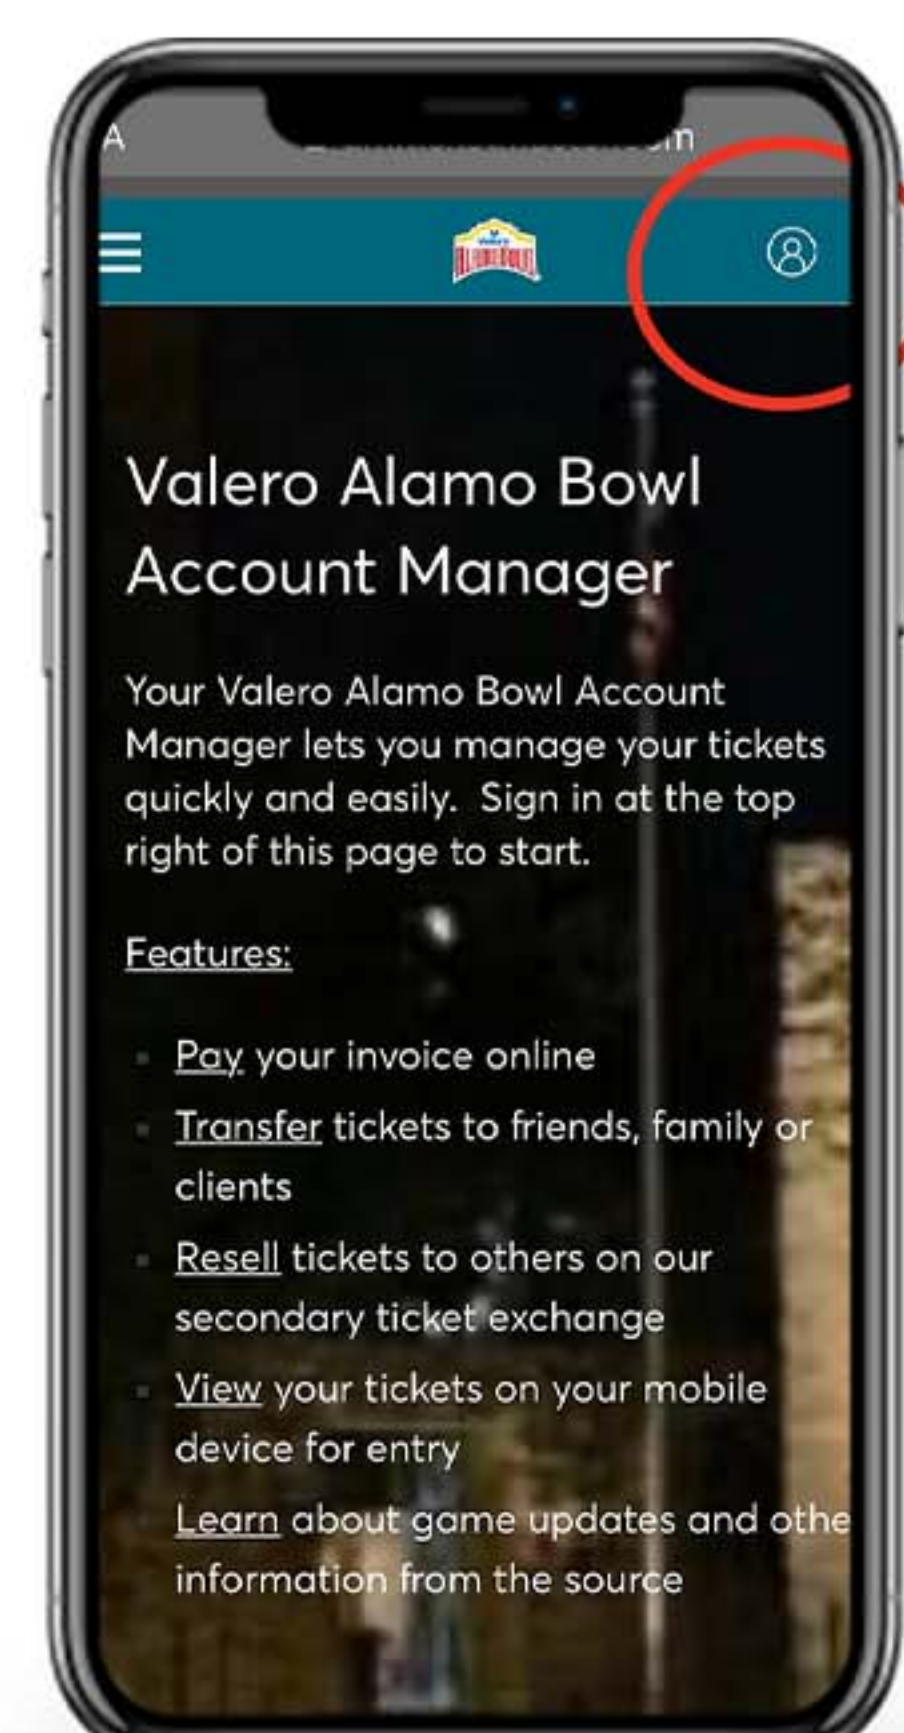 A
Valero Alamo Bowl
Account Manager
Your Valero Alamo Bowl Account
Manager lets you manage your tickets
quickly and easily.  Sign in at the top
right of this page to start.
Features:
Pay your invoice online
Transfer tickets to friends, family or
clients
Resell tickets to others on our
secondary ticket exchange
View your tickets on your mobile
device for entry
Learn about game updates and othe
information from the source